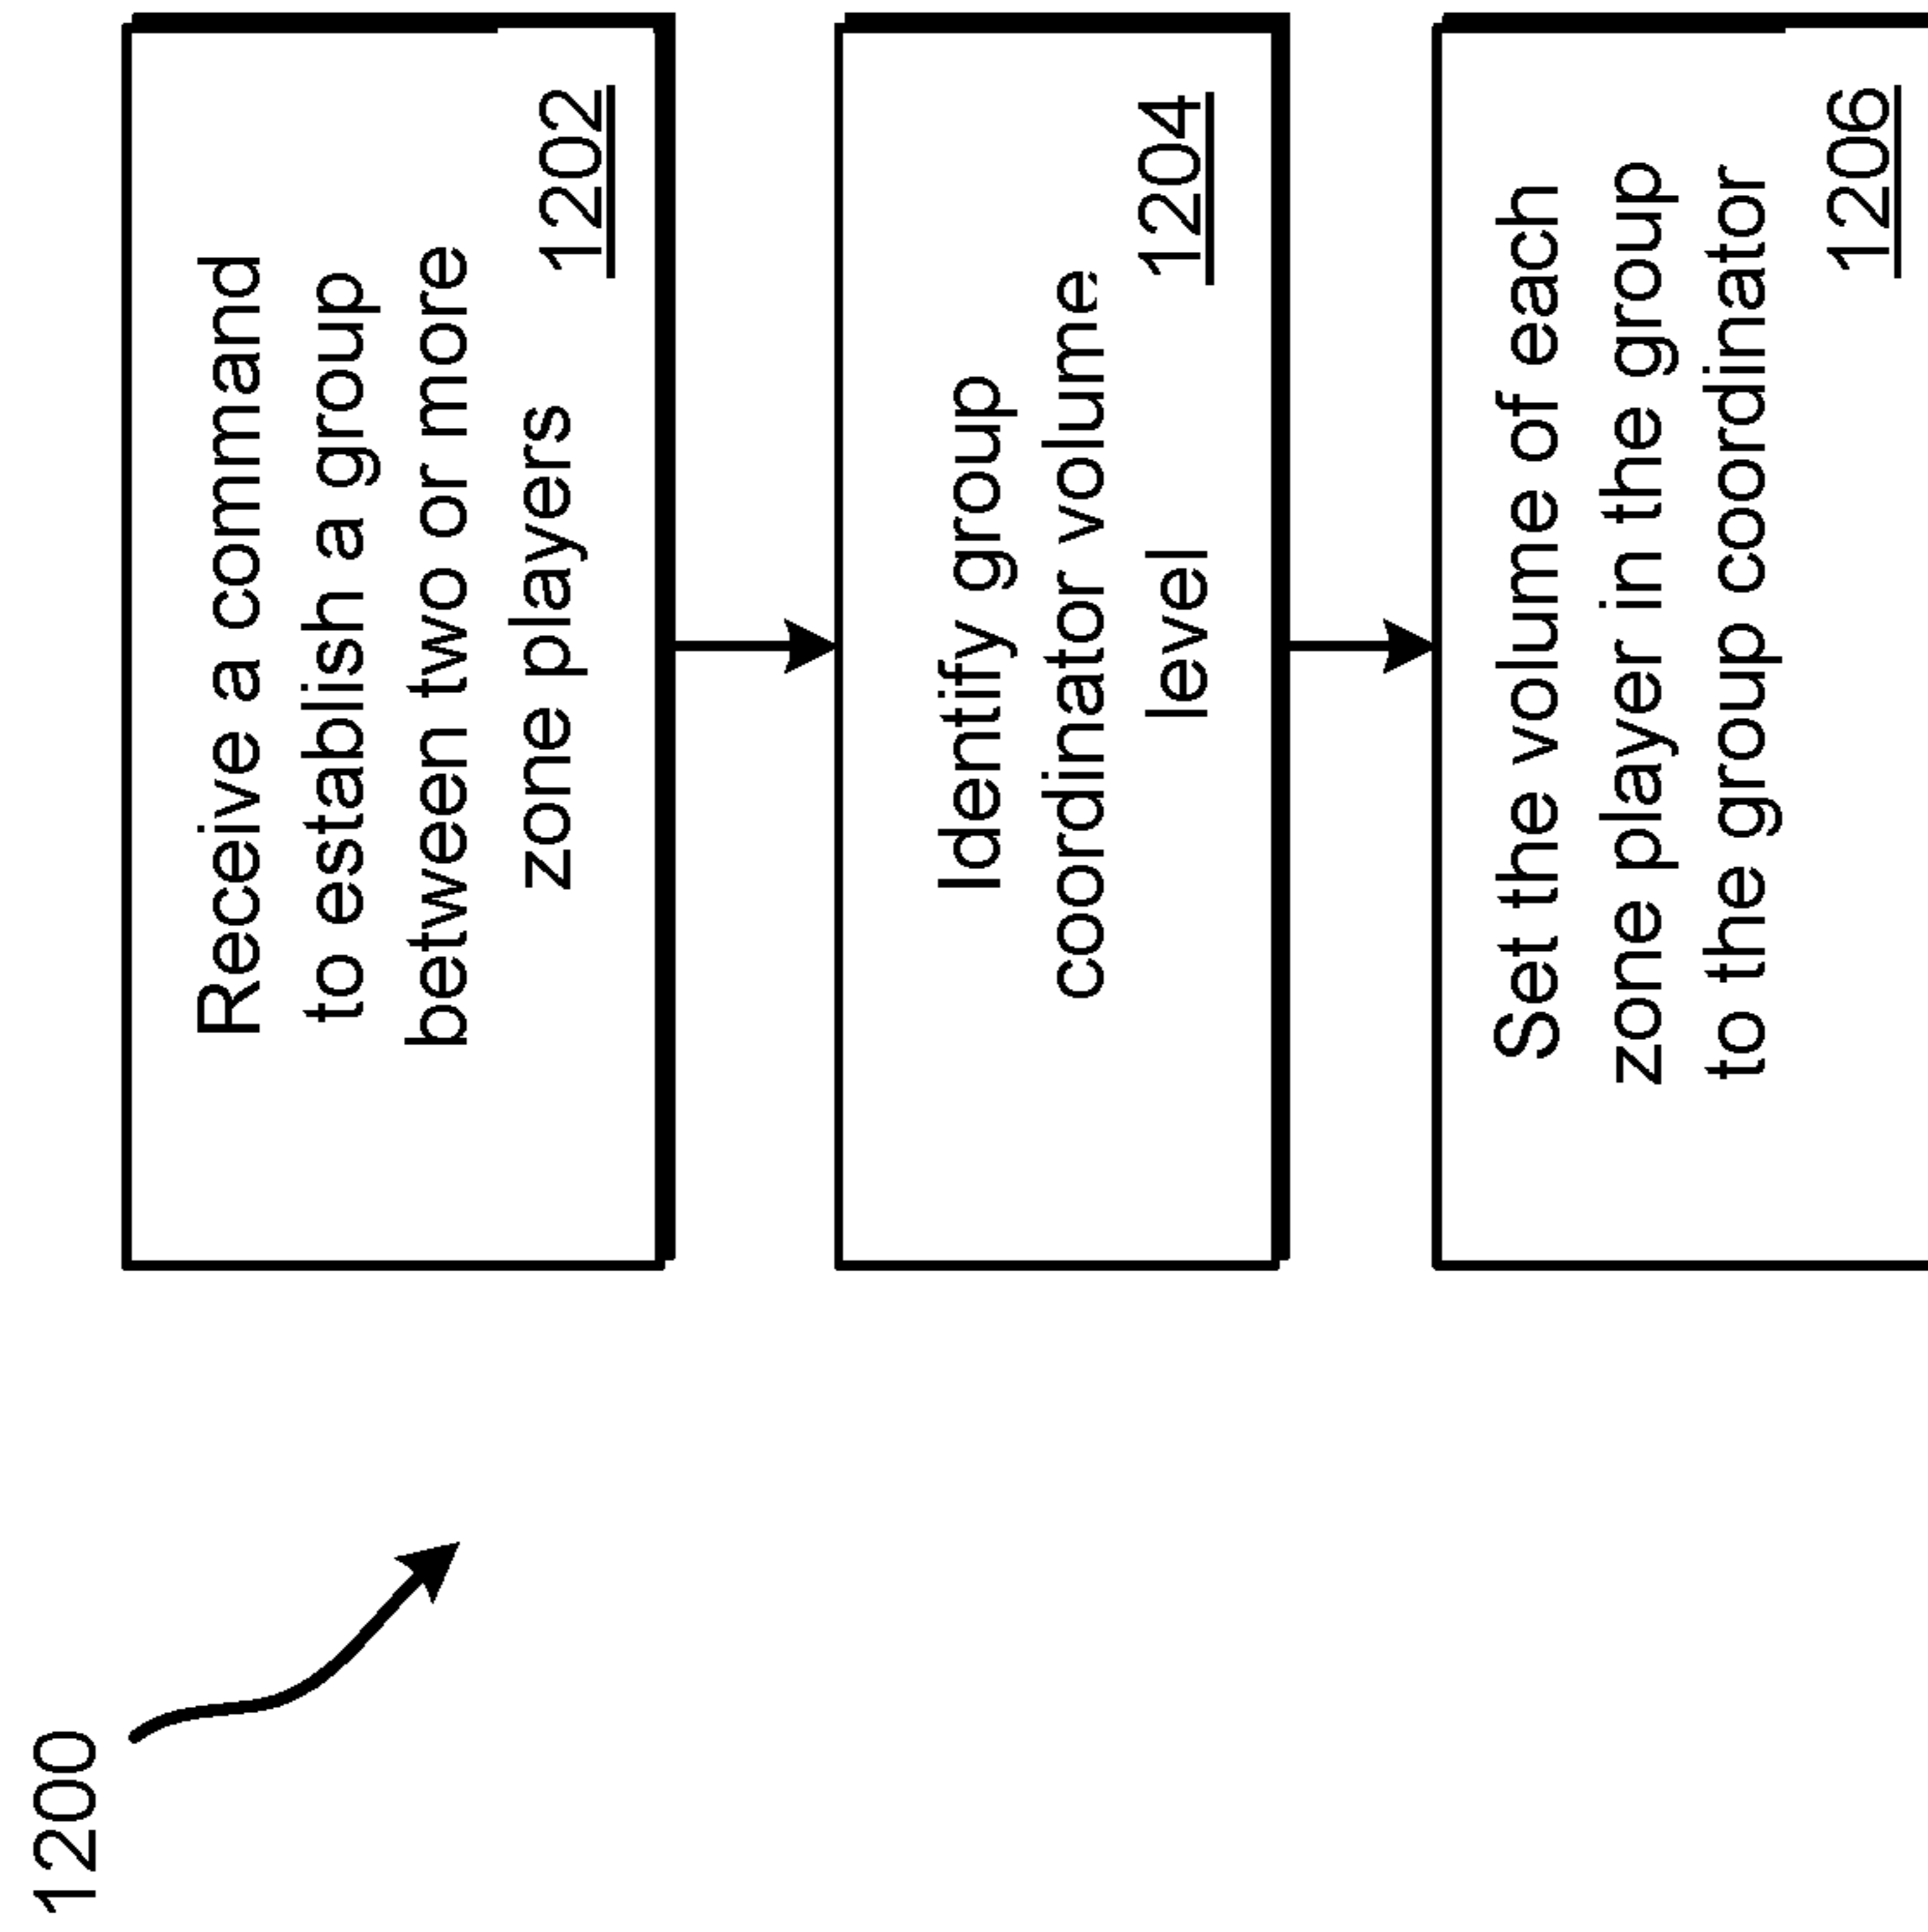 1200
Receive a command
to establish a group
between two or more
zone players
1202
Identify group
coordinator volume
level
1204
Set the volume of each
zone player in the group
to the group coordinator
1206